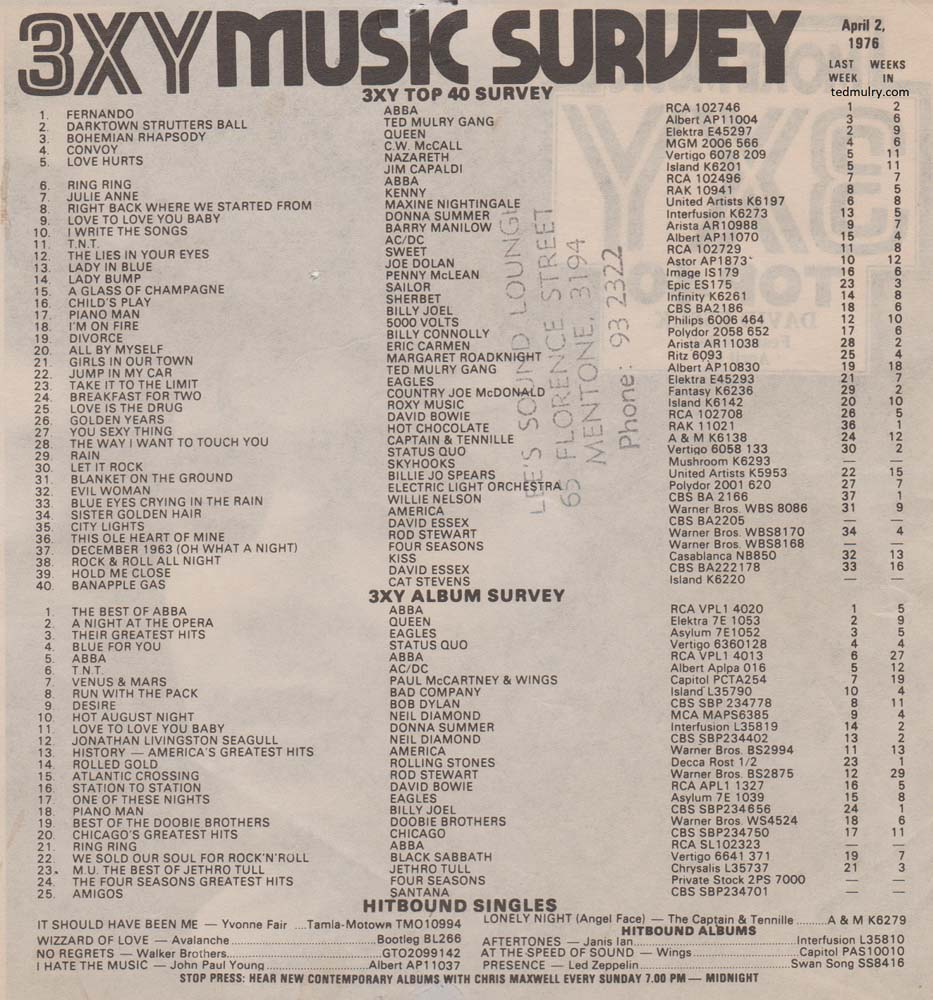 3XY MUSIC SURVEY
April 2,
1976
LAST WEEK WEEKS IN
tedmulry.com
3XY TOP 40 SURVEY
1. FERNANDO ABBA RCA 102746 1 2
2. DARKTOWN STRUTTERS BALL TED MULRY GANG Albert AP11004 3 6
3. BOHEMIAN RHAPSODY QUEEN Elektra E45297 2 9
4. CONVOY C.W. McCALL MGM 2006 566 4 6
5. LOVE HURTS NAZARETH Vertigo 6078 209 5 11
JIM CAPALDI Island K6201 5 11
6. RING RING ABBA RCA 102496 7 7
7. JULIE ANNE KENNY RAK 10941 8 5
8. RIGHT BACK WHERE WE STARTED FROM MAXINE NIGHTINGALE United Artists K6197 6 8
9. LOVE TO LOVE YOU BABY DONNA SUMMER Interfusion K6273 13 5
10. I WRITE THE SONGS BARRY MANILOW Arista AR10988 9 7
11. T.N.T. AC/DC Albert AP11070 15 4
12. THE LIES IN YOUR EYES SWEET RCA 102729 11 8
13. LADY IN BLUE JOE DOLAN Astor AP1873 10 12
14. LADY BUMP PENNY McLEAN Image IS179 16 6
15. A GLASS OF CHAMPAGNE SAILOR Epic ES175 23 3
16. CHILD'S PLAY SHERBET Infinity K6261 14 8
17. PIANO MAN BILLY JOEL CBS BA2186 18 6
18. I'M ON FIRE 5000 VOLTS Philips 6006 464 12 10
19. DIVORCE BILLY CONNOLLY Polydor 2058 652 17 6
20. ALL BY MYSELF ERIC CARMEN Arista AR11038 28 2
21. GIRLS IN OUR TOWN MARGARET ROADKNIGHT Ritz 6093 25 4
22. JUMP IN MY CAR TED MULRY GANG Albert AP10830 19 18
23. TAKE IT TO THE LIMIT EAGLES Elektra E45293 21 7
24. BREAKFAST FOR TWO COUNTRY JOE McDONALD Fantasy K6236 29 2
25. LOVE IS THE DRUG ROXY MUSIC Island K6142 20 10
26. GOLDEN YEARS DAVID BOWIE RCA 102708 26 5
27. YOU SEXY THING HOT CHOCOLATE RAK 11021 36 1
28. THE WAY I WANT TO TOUCH YOU CAPTAIN & TENNILLE A & M K6138 24 12
29. RAIN STATUS QUO Vertigo 6058 133 30 2
30. LET IT ROCK SKYHOOKS Mushroom K6293 — —
31. BLANKET ON THE GROUND BILLIE JO SPEARS United Artists K5953 22 15
32. EVIL WOMAN ELECTRIC LIGHT ORCHESTRA Polydor 2001 620 27 7
33. BLUE EYES CRYING IN THE RAIN WILLIE NELSON CBS BA 2166 37 1
34. SISTER GOLDEN HAIR AMERICA Warner Bros. WBS 8086 31 9
35. CITY LIGHTS DAVID ESSEX CBS BA2205 — —
36. THIS OLE HEART OF MINE ROD STEWART Warner Bros. WBS8170 34 4
37. DECEMBER 1963 (OH WHAT A NIGHT) FOUR SEASONS Warner Bros. WBS8168 — —
38. ROCK & ROLL ALL NIGHT KISS Casablanca NB850 32 13
39. HOLD ME CLOSE DAVID ESSEX CBS BA222178 33 16
40. BANAPPLE GAS CAT STEVENS Island K6220 — —
LEE'S SOUND LOUNGE
65 FLORENCE STREET
MENTONE, 3194
Phone: 93 2322
3XY ALBUM SURVEY
1. THE BEST OF ABBA ABBA RCA VPL1 4020 1 5
2. A NIGHT AT THE OPERA QUEEN Elektra 7E 1053 2 9
3. THEIR GREATEST HITS EAGLES Asylum 7E1052 3 5
4. BLUE FOR YOU STATUS QUO Vertigo 6360128 4 4
5. ABBA ABBA RCA VPL1 4013 6 27
6. T.N.T. AC/DC Albert Aplpa 016 5 12
7. VENUS & MARS PAUL McCARTNEY & WINGS Capitol PCTA254 7 19
8. RUN WITH THE PACK BAD COMPANY Island L35790 10 4
9. DESIRE BOB DYLAN CBS SBP 234778 8 11
10. HOT AUGUST NIGHT NEIL DIAMOND MCA MAPS6385 9 4
11. LOVE TO LOVE YOU BABY DONNA SUMMER Interfusion L35819 14 2
12. JONATHAN LIVINGSTON SEAGULL NEIL DIAMOND CBS SBP234402 13 2
13. HISTORY — AMERICA'S GREATEST HITS AMERICA Warner Bros. BS2994 11 13
14. ROLLED GOLD ROLLING STONES Decca Rost 1/2 23 1
15. ATLANTIC CROSSING ROD STEWART Warner Bros. BS2875 12 29
16. STATION TO STATION DAVID BOWIE RCA APL1 1327 16 5
17. ONE OF THESE NIGHTS EAGLES Asylum 7E 1039 15 8
18. PIANO MAN BILLY JOEL CBS SBP234656 24 1
19. BEST OF THE DOOBIE BROTHERS DOOBIE BROTHERS Warner Bros. WS4524 18 6
20. CHICAGO'S GREATEST HITS CHICAGO CBS SBP234750 17 11
21. RING RING ABBA RCA SL102323 — —
22. WE SOLD OUR SOUL FOR ROCK'N'ROLL BLACK SABBATH Vertigo 6641 371 19 7
23. M.U. THE BEST OF JETHRO TULL JETHRO TULL Chrysalis L35737 21 3
24. THE FOUR SEASONS GREATEST HITS FOUR SEASONS Private Stock 2PS 7000 — —
25. AMIGOS SANTANA CBS SBP234701 — —
HITBOUND SINGLES
IT SHOULD HAVE BEEN ME — Yvonne Fair ....Tamla-Motown TMO10994
WIZZARD OF LOVE — Avalanche..........Bootleg BL266
NO REGRETS — Walker Brothers..........GTO2099142
I HATE THE MUSIC — John Paul Young..........Albert AP11037
LONELY NIGHT (Angel Face) — The Captain & Tennille ........A & M K6279
HITBOUND ALBUMS
AFTERTONES — Janis Ian..........Interfusion L35810
AT THE SPEED OF SOUND — Wings..........Capitol PAS10010
PRESENCE — Led Zeppelin..........Swan Song SS8416
STOP PRESS: HEAR NEW CONTEMPORARY ALBUMS WITH CHRIS MAXWELL EVERY SUNDAY 7.00 PM — MIDNIGHT